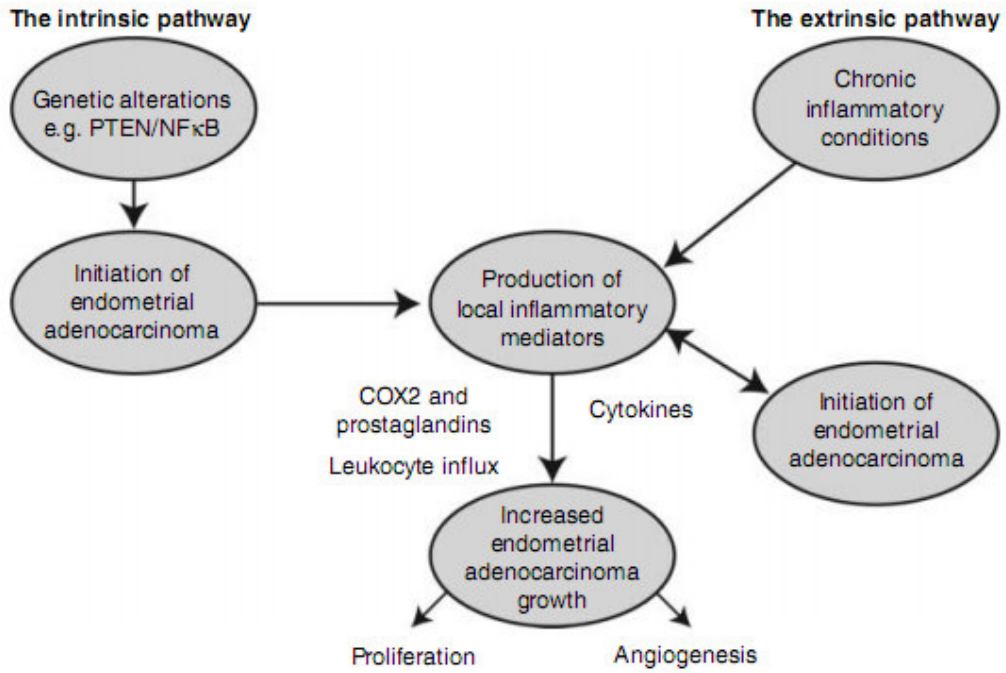 The intrinsic pathway
The extrinsic pathway
Genetic alterations
e.g. PTEN/NFκB
Chronic
inflammatory
conditions
Initiation of
endometrial
adenocarcinoma
Production of
local inflammatory
mediators
COX2 and
prostaglandins
Leukocyte influx
Cytokines
Initiation of
endometrial
adenocarcinoma
Increased
endometrial
adenocarcinoma
growth
Proliferation
Angiogenesis